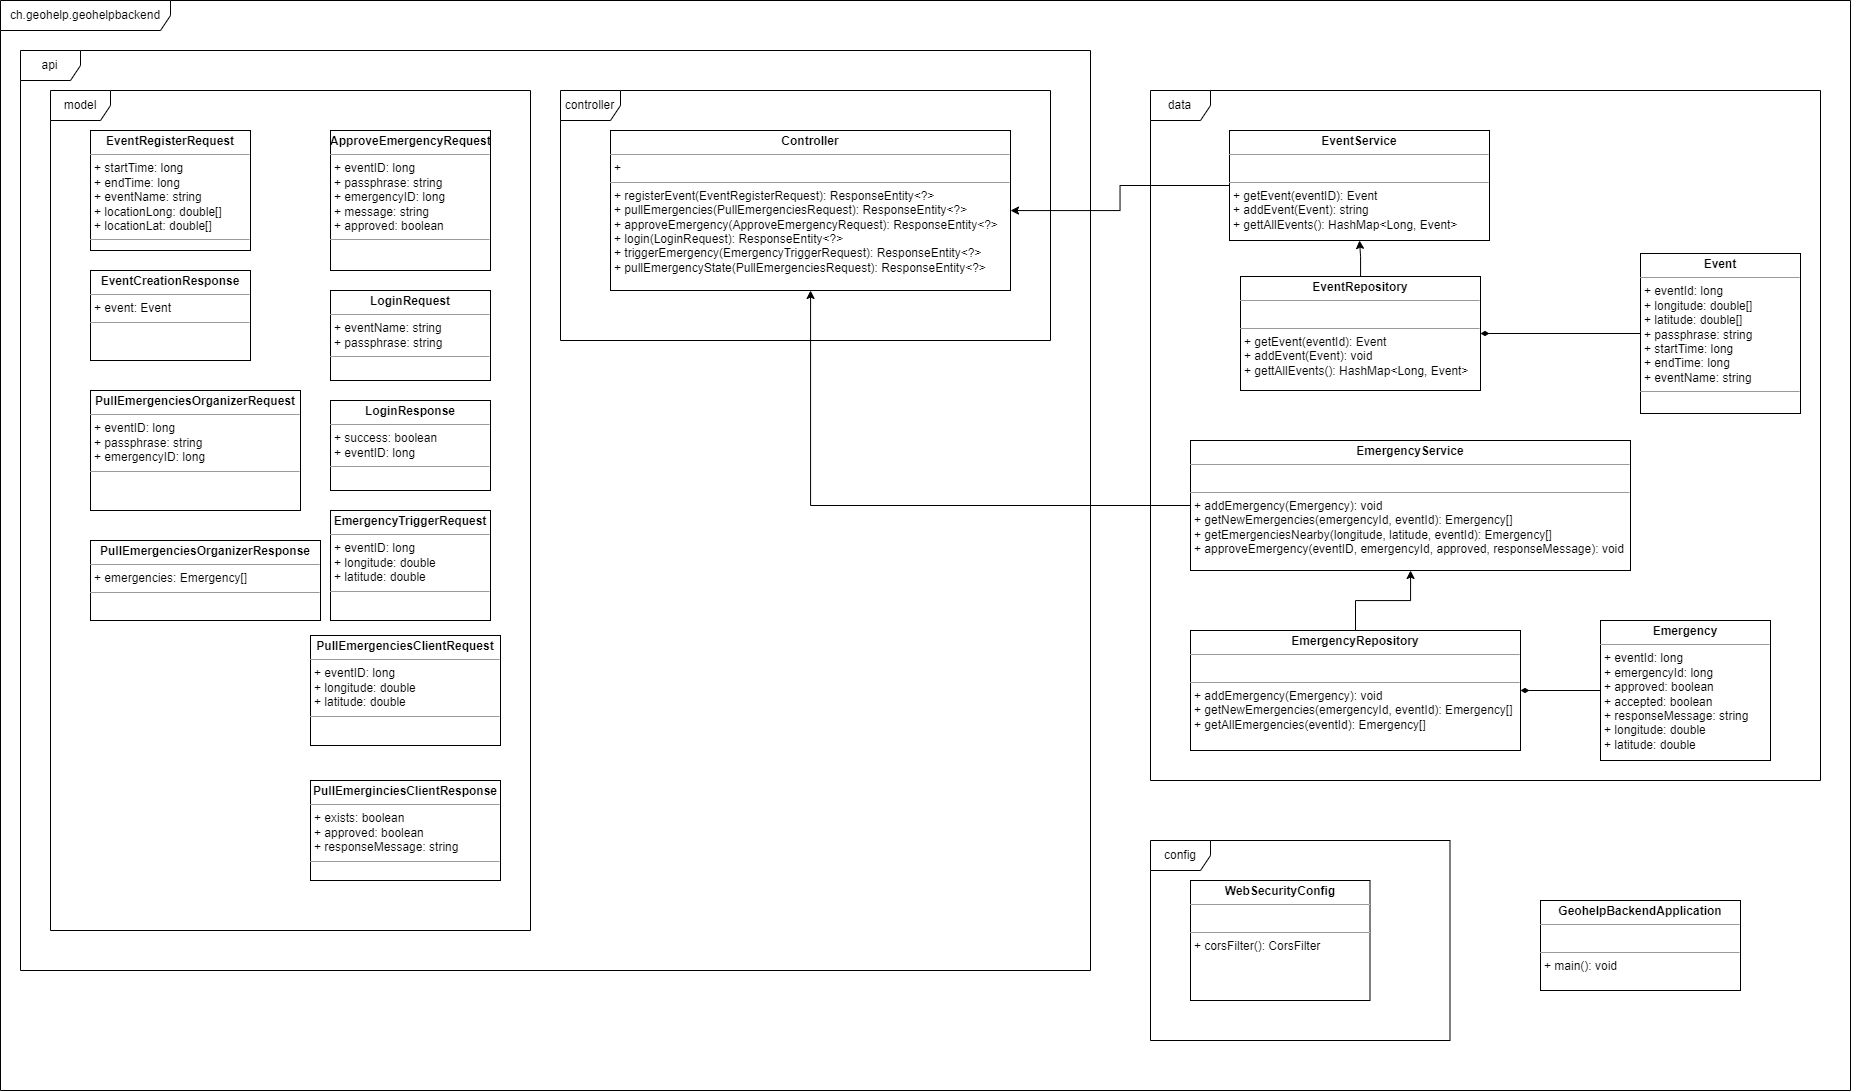 ch.geohelp.geohelpbackend
api
model
EventRegisterRequest
+ startTime: long
+ endTime: long
+ eventName: string
+ locationLong: double[]
+ locationLat: double[]
EventCreationResponse
+ event: Event
PullEmergenciesOrganizerRequest
+ eventID: long
+ passphrase: string
+ emergencyID: long
PullEmergenciesOrganizerResponse
+ emergencies: Emergency[]
ApproveEmergencyRequest
+ eventID: long
+ passphrase: string
+ emergencyID: long
+ message: string
+ approved: boolean
LoginRequest
+ eventName: string
+ passphrase: string
LoginResponse
+ success: boolean
+ eventID: long
EmergencyTriggerRequest
+ eventID: long
+ longitude: double
+ latitude: double
PullEmergenciesClientRequest
+ eventID: long
+ longitude: double
+ latitude: double
PullEmerginciesClientResponse
+ exists: boolean
+ approved: boolean
+ responseMessage: string
controller
Controller
+
+ registerEvent(EventRegisterRequest): ResponseEntity<?>
+ pullEmergencies(PullEmergenciesRequest): ResponseEntity<?>
+ approveEmergency(ApproveEmergencyRequest): ResponseEntity<?>
+ login(LoginRequest): ResponseEntity<?>
+ triggerEmergency(EmergencyTriggerRequest): ResponseEntity<?>
+ pullEmergencyState(PullEmergenciesRequest): ResponseEntity<?>
data
EventService
+ getEvent(eventID): Event
+ addEvent(Event): string
+ gettAllEvents(): HashMap<Long, Event>
EventRepository
+ getEvent(eventId): Event
+ addEvent(Event): void
+ gettAllEvents(): HashMap<Long, Event>
Event
+ eventId: long
+ longitude: double[]
+ latitude: double[]
+ passphrase: string
+ startTime: long
+ endTime: long
+ eventName: string
EmergencyService
+ addEmergency(Emergency): void
+ getNewEmergencies(emergencyId, eventId): Emergency[]
+ getEmergenciesNearby(longitude, latitude, eventId): Emergency[]
+ approveEmergency(eventID, emergencyId, approved, responseMessage): void
EmergencyRepository
+ addEmergency(Emergency): void
+ getNewEmergencies(emergencyId, eventId): Emergency[]
+ getAllEmergencies(eventId): Emergency[]
Emergency
+ eventId: long
+ emergencyId: long
+ approved: boolean
+ accepted: boolean
+ responseMessage: string
+ longitude: double
+ latitude: double
config
WebSecurityConfig
+ corsFilter(): CorsFilter
GeohelpBackendApplication
+ main(): void